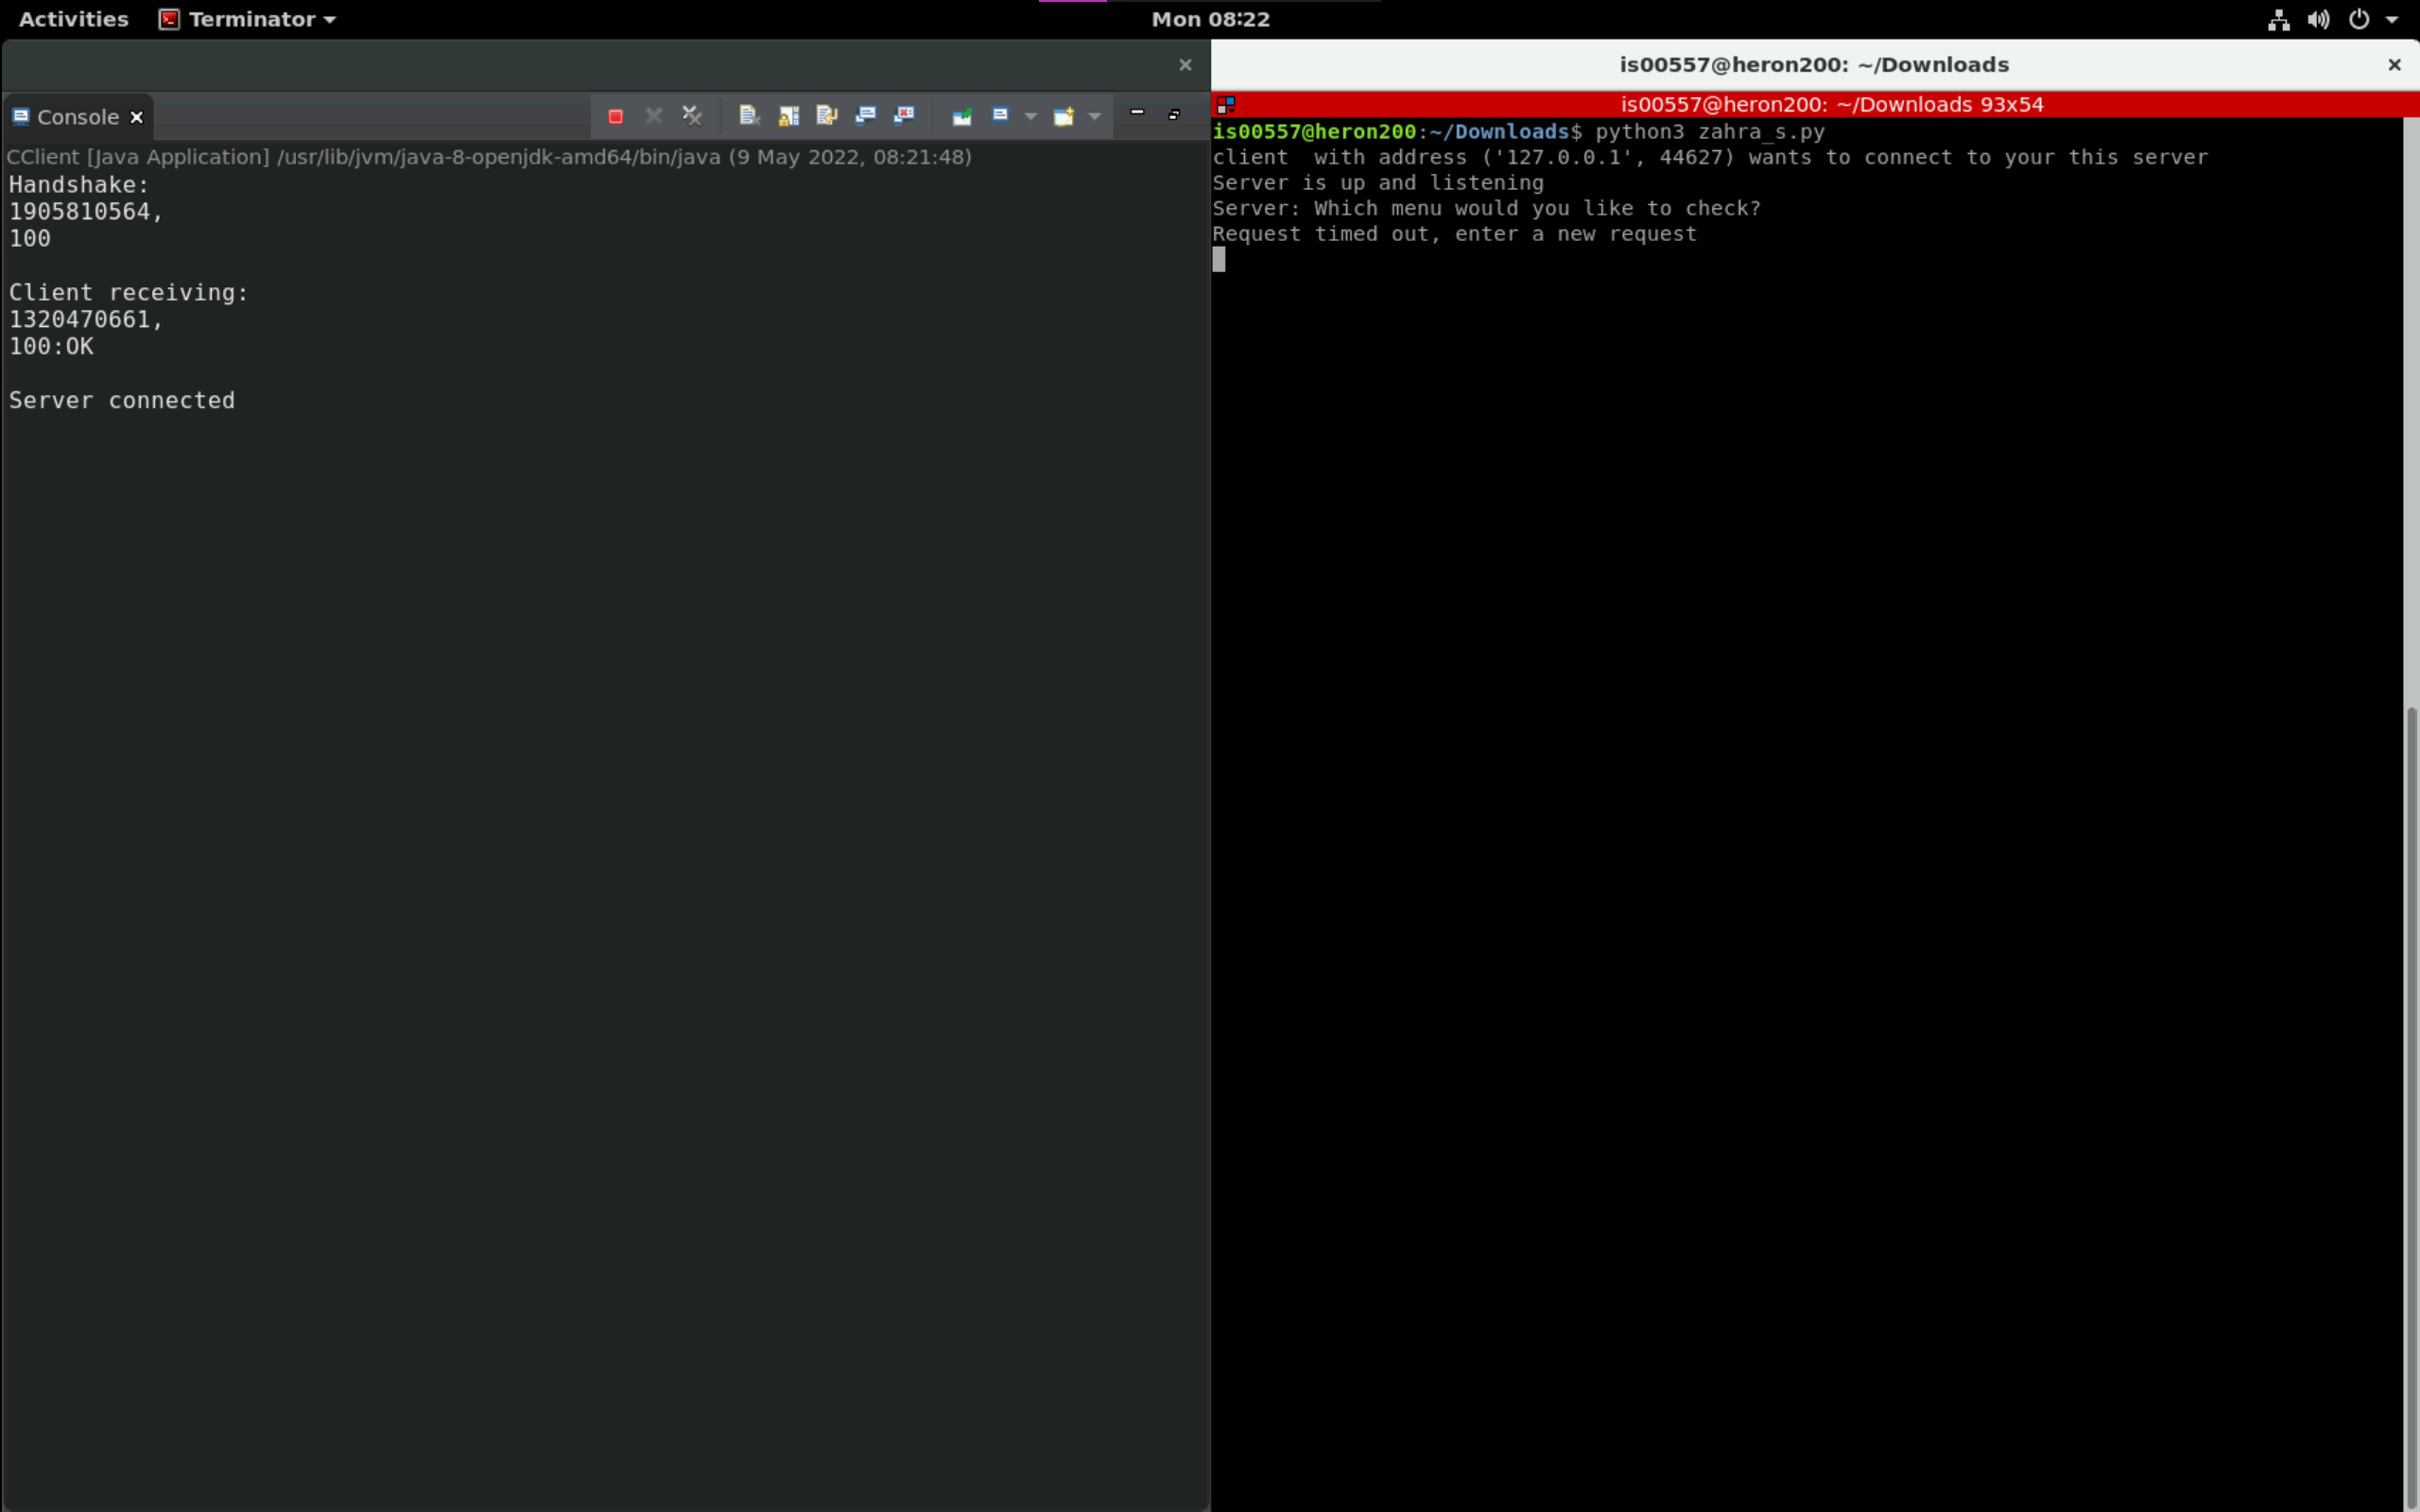 Activities Terminator Mon 08:22
Console
CClient [Java Application] /usr/lib/jvm/java-8-openjdk-amd64/bin/java (9 May 2022, 08:21:48)
Handshake:
1905810564,
100
Client receiving:
1320470661,
100:OK
Server connected
is00557@heron200: ~/Downloads
is00557@heron200: ~/Downloads 93x54
is00557@heron200:~/Downloads$ python3 zahra_s.py
client  with address ('127.0.0.1', 44627) wants to connect to your this server
Server is up and listening
Server: Which menu would you like to check?
Request timed out, enter a new request